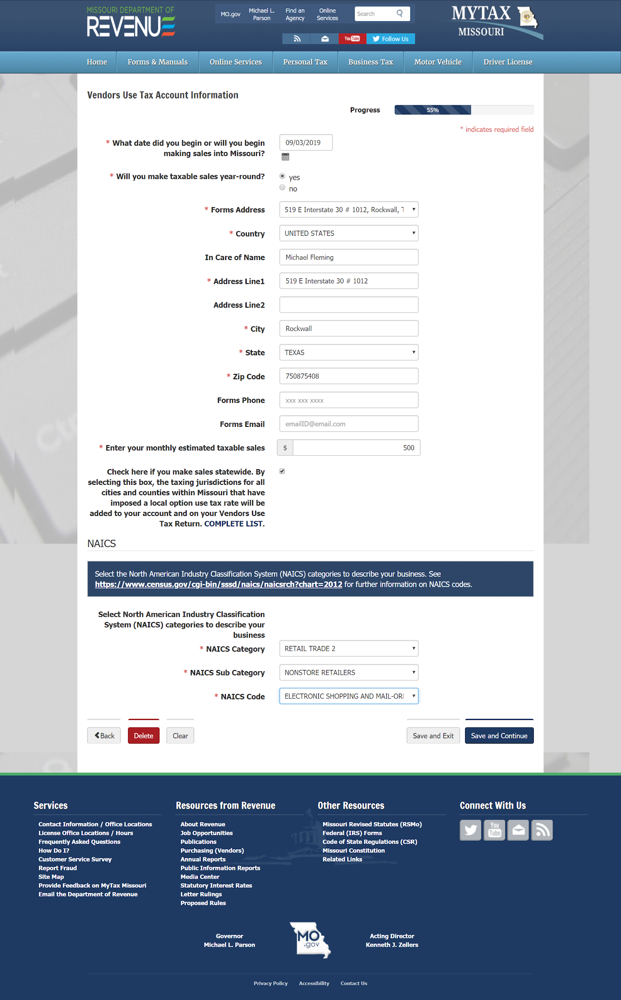 MISSOURI DEPARTMENT OF
REVENUE
MO.gov
Michael L.
Parson
Find an
Agency
Online
Services
Search
You Tube
Follow Us
MYTAX
MISSOURI
Home
Forms & Manuals
Online Services
Personal Tax
Business Tax
Motor Vehicle
Driver License
Vendors Use Tax Account Information
Progress
55%
* indicates required field
* What date did you begin or will you begin
making sales into Missouri?
09/03/2019
* Will you make taxable sales year-round?
yes
no
* Forms Address
519 E Interstate 30 # 1012, Rockwall,
* Country
UNITED STATES
In Care of Name
Michael Fleming
* Address Line1
519 E Interstate 30 # 1012
Address Line2
* City
Rockwall
* State
TEXAS
* Zip Code
750875408
Forms Phone
xxx xxx xxxx
Forms Email
emailID@email.com
* Enter your monthly estimated taxable sales
$ 500
Check here if you make sales statewide. By
selecting this box, the taxing jurisdictions for all
cities and counties within Missouri that have
imposed a local option use tax rate will be
added to your account and on your Vendors Use
Tax Return. COMPLETE LIST.
NAICS
Select the North American Industry Classification System (NAICS) categories to describe your business. See
https://www.census.gov/cgi-bin/sssd/naics/naicsrch?chart=2012 for further information on NAICS codes.
Select North American Industry Classification
System (NAICS) categories to describe your
business
* NAICS Category
RETAIL TRADE 2
* NAICS Sub Category
NONSTORE RETAILERS
* NAICS Code
ELECTRONIC SHOPPING AND MAIL-OR
Back
Delete
Clear
Save and Exit
Save and Continue
Services
Contact Information / Office Locations
License Office Locations / Hours
Frequently Asked Questions
How Do I?
Customer Service Survey
Report Fraud
Site Map
Provide Feedback on MyTax Missouri
Email the Department of Revenue
Resources from Revenue
About Revenue
Job Opportunities
Publications
Purchasing (Vendors)
Annual Reports
Public Information Reports
Media Center
Statutory Interest Rates
Letter Rulings
Proposed Rules
Other Resources
Missouri Revised Statutes (RSMo)
Federal (IRS) Forms
Code of State Regulations (CSR)
Missouri Constitution
Related Links
Connect With Us
You
Tube
Governor
Michael L. Parson
MO
.gov
Acting Director
Kenneth J. Zellers
Privacy Policy
Accessibility
Contact Us